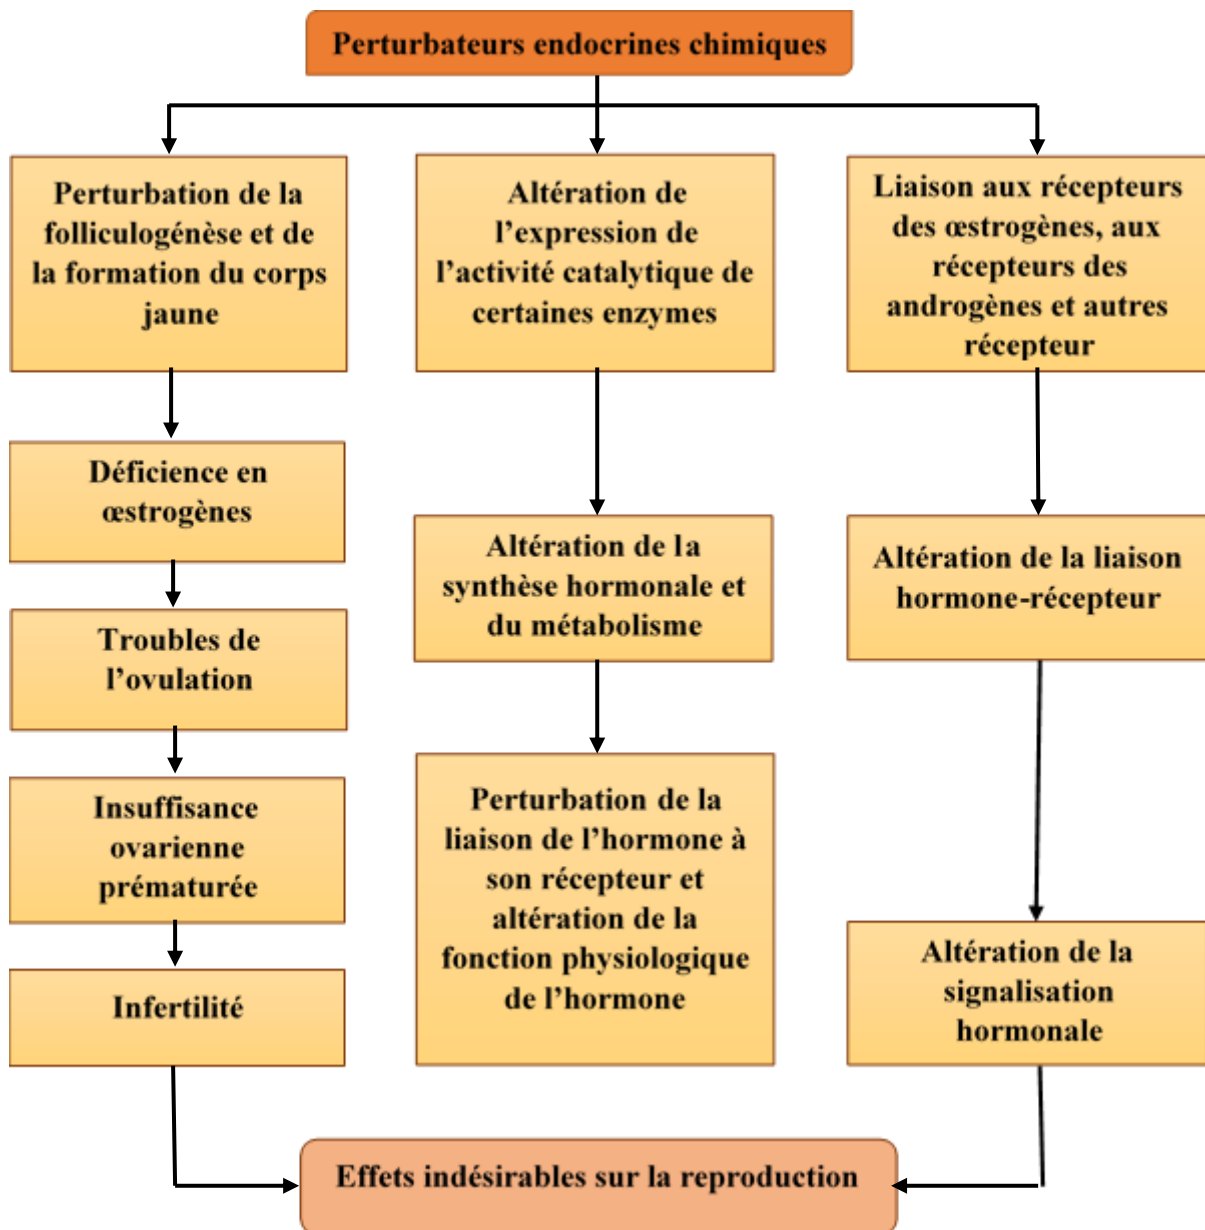 Perturbateurs endocrines chimiques
Perturbation de la
folliculogénèse et de
la formation du corps
jaune
Altération de
l’expression de
l’activité catalytique de
certaines enzymes
Liaison aux récepteurs
des œstrogènes, aux
récepteurs des
androgènes et autres
récepteur
Déficience en
œstrogènes
Altération de la
synthèse hormonale et
du métabolisme
Altération de la liaison
hormone-récepteur
Troubles de
l’ovulation
Insuffisance
ovarienne
prématurée
Perturbation de la
liaison de l’hormone à
son récepteur et
altération de la
fonction physiologique
de l’hormone
Altération de la
signalisation
hormonale
Infertilité
Effets indésirables sur la reproduction